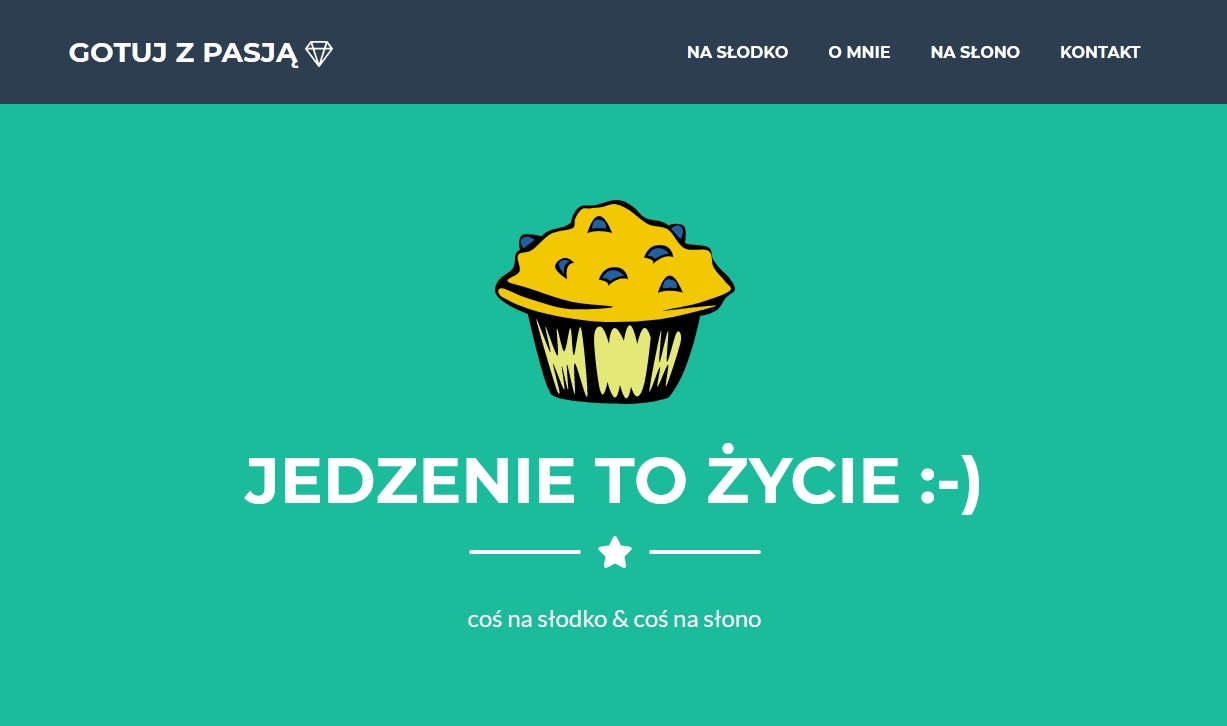 GOTUJ Z PASJĄ
NA SŁODKO O MNIE NA SŁONO KONTAKT
JEDZENIE TO ŻYCIE :-)
coś na słodko & coś na słono